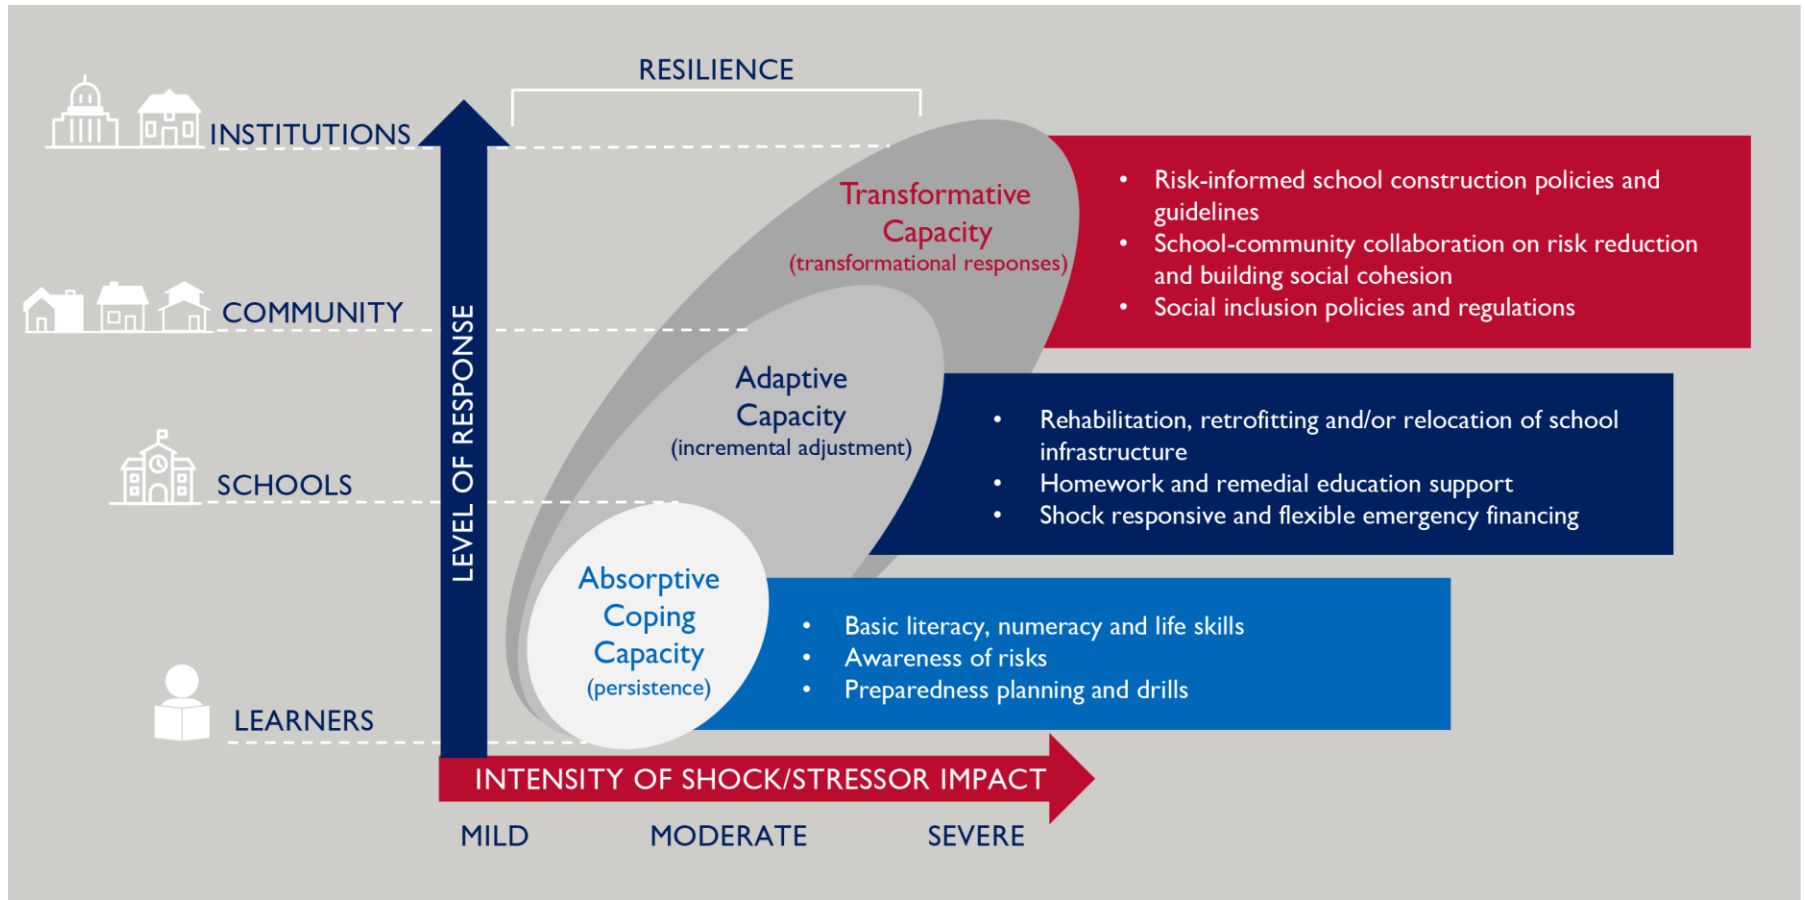 RESILIENCE
INSTITUTIONS
COMMUNITY
SCHOOLS
LEARNERS
LEVEL OF RESPONSE
Transformative
Capacity
(transformational responses)
• Risk-informed school construction policies and
guidelines
• School-community collaboration on risk reduction
and building social cohesion
• Social inclusion policies and regulations
Adaptive
Capacity
(incremental adjustment)
• Rehabilitation, retrofitting and/or relocation of school
infrastructure
• Homework and remedial education support
• Shock responsive and flexible emergency financing
Absorptive
Coping
Capacity
(persistence)
• Basic literacy, numeracy and life skills
• Awareness of risks
• Preparedness planning and drills
INTENSITY OF SHOCK/STRESSOR IMPACT
MILD MODERATE SEVERE